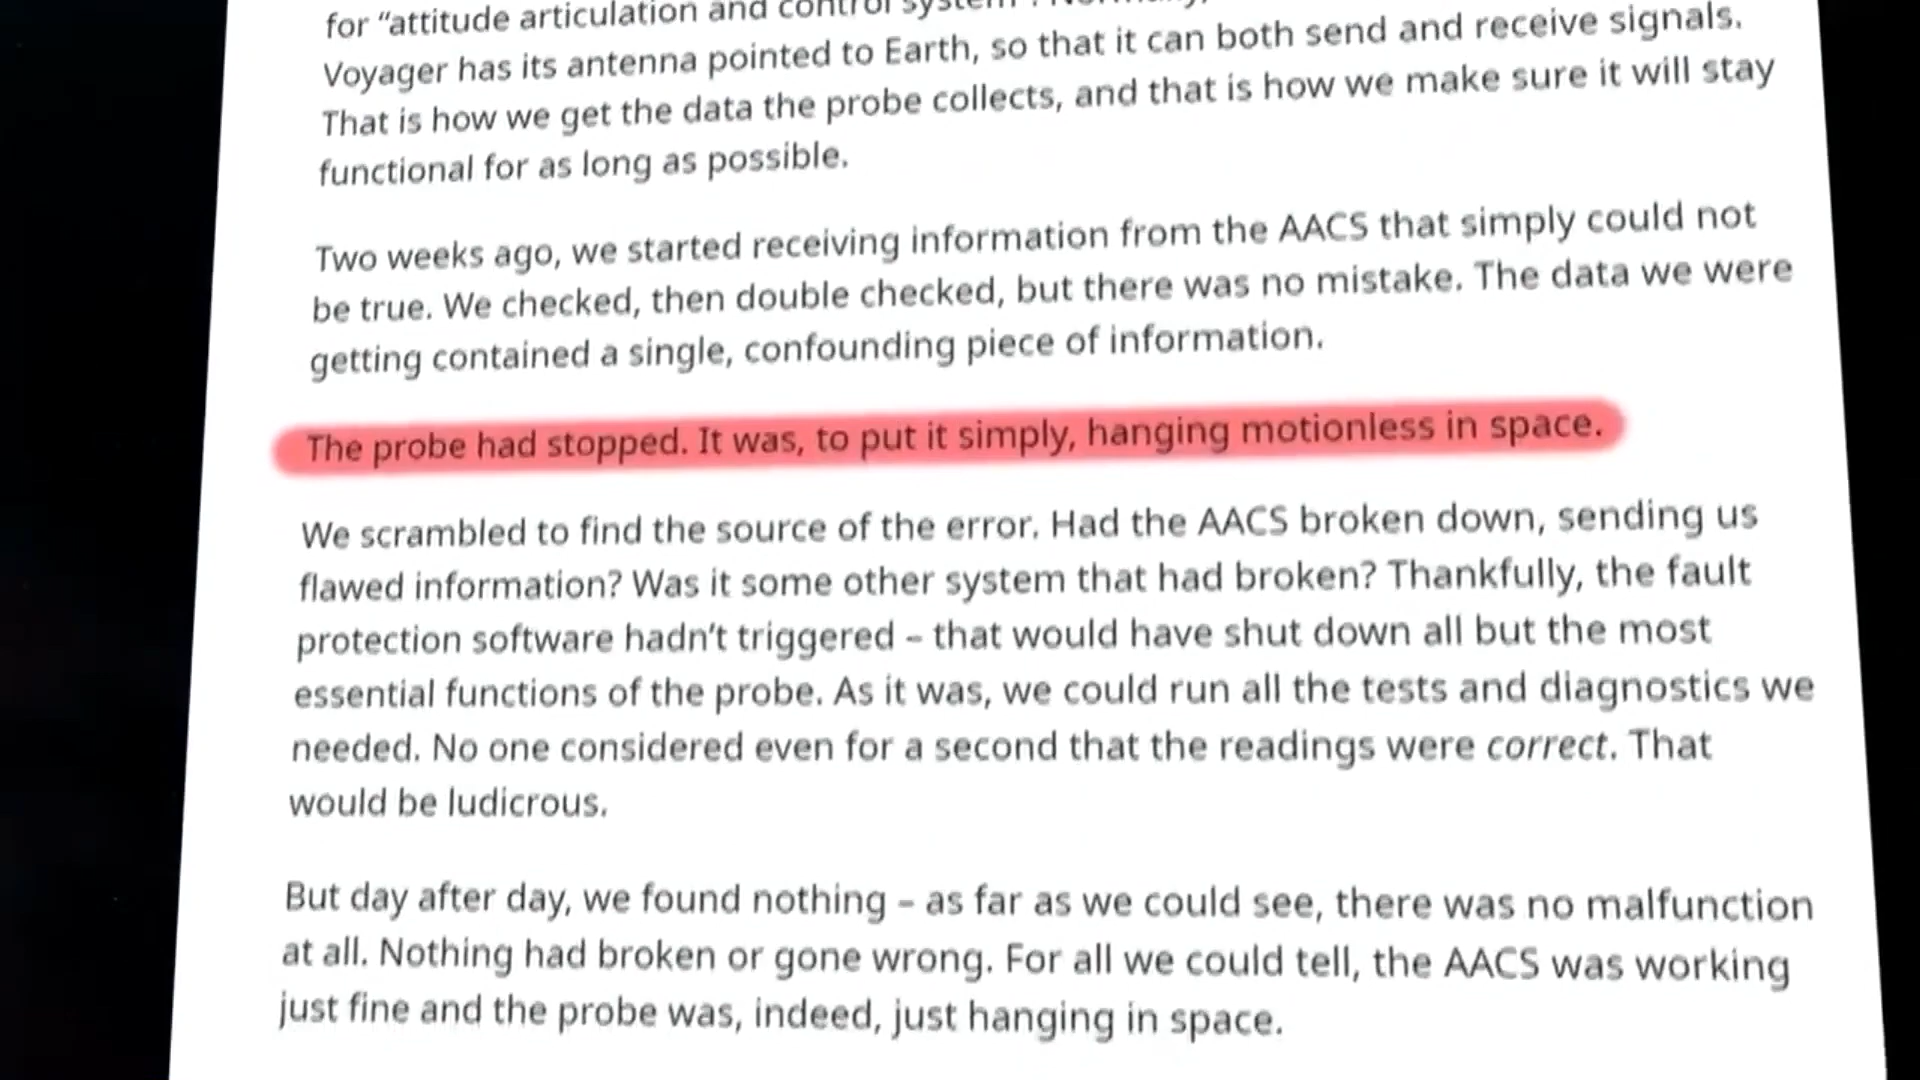 for “attitude articulation and control system”. Normally,
Voyager has its antenna pointed to Earth, so that it can both send and receive signals.
That is how we get the data the probe collects, and that is how we make sure it will stay
functional for as long as possible.
Two weeks ago, we started receiving information from the AACS that simply could not
be true. We checked, then double checked, but there was no mistake. The data we were
getting contained a single, confounding piece of information.
The probe had stopped. It was, to put it simply, hanging motionless in space.
We scrambled to find the source of the error. Had the AACS broken down, sending us
flawed information? Was it some other system that had broken? Thankfully, the fault
protection software hadn’t triggered – that would have shut down all but the most
essential functions of the probe. As it was, we could run all the tests and diagnostics we
needed. No one considered even for a second that the readings were correct. That
would be ludicrous.
But day after day, we found nothing – as far as we could see, there was no malfunction
at all. Nothing had broken or gone wrong. For all we could tell, the AACS was working
just fine and the probe was, indeed, just hanging in space.